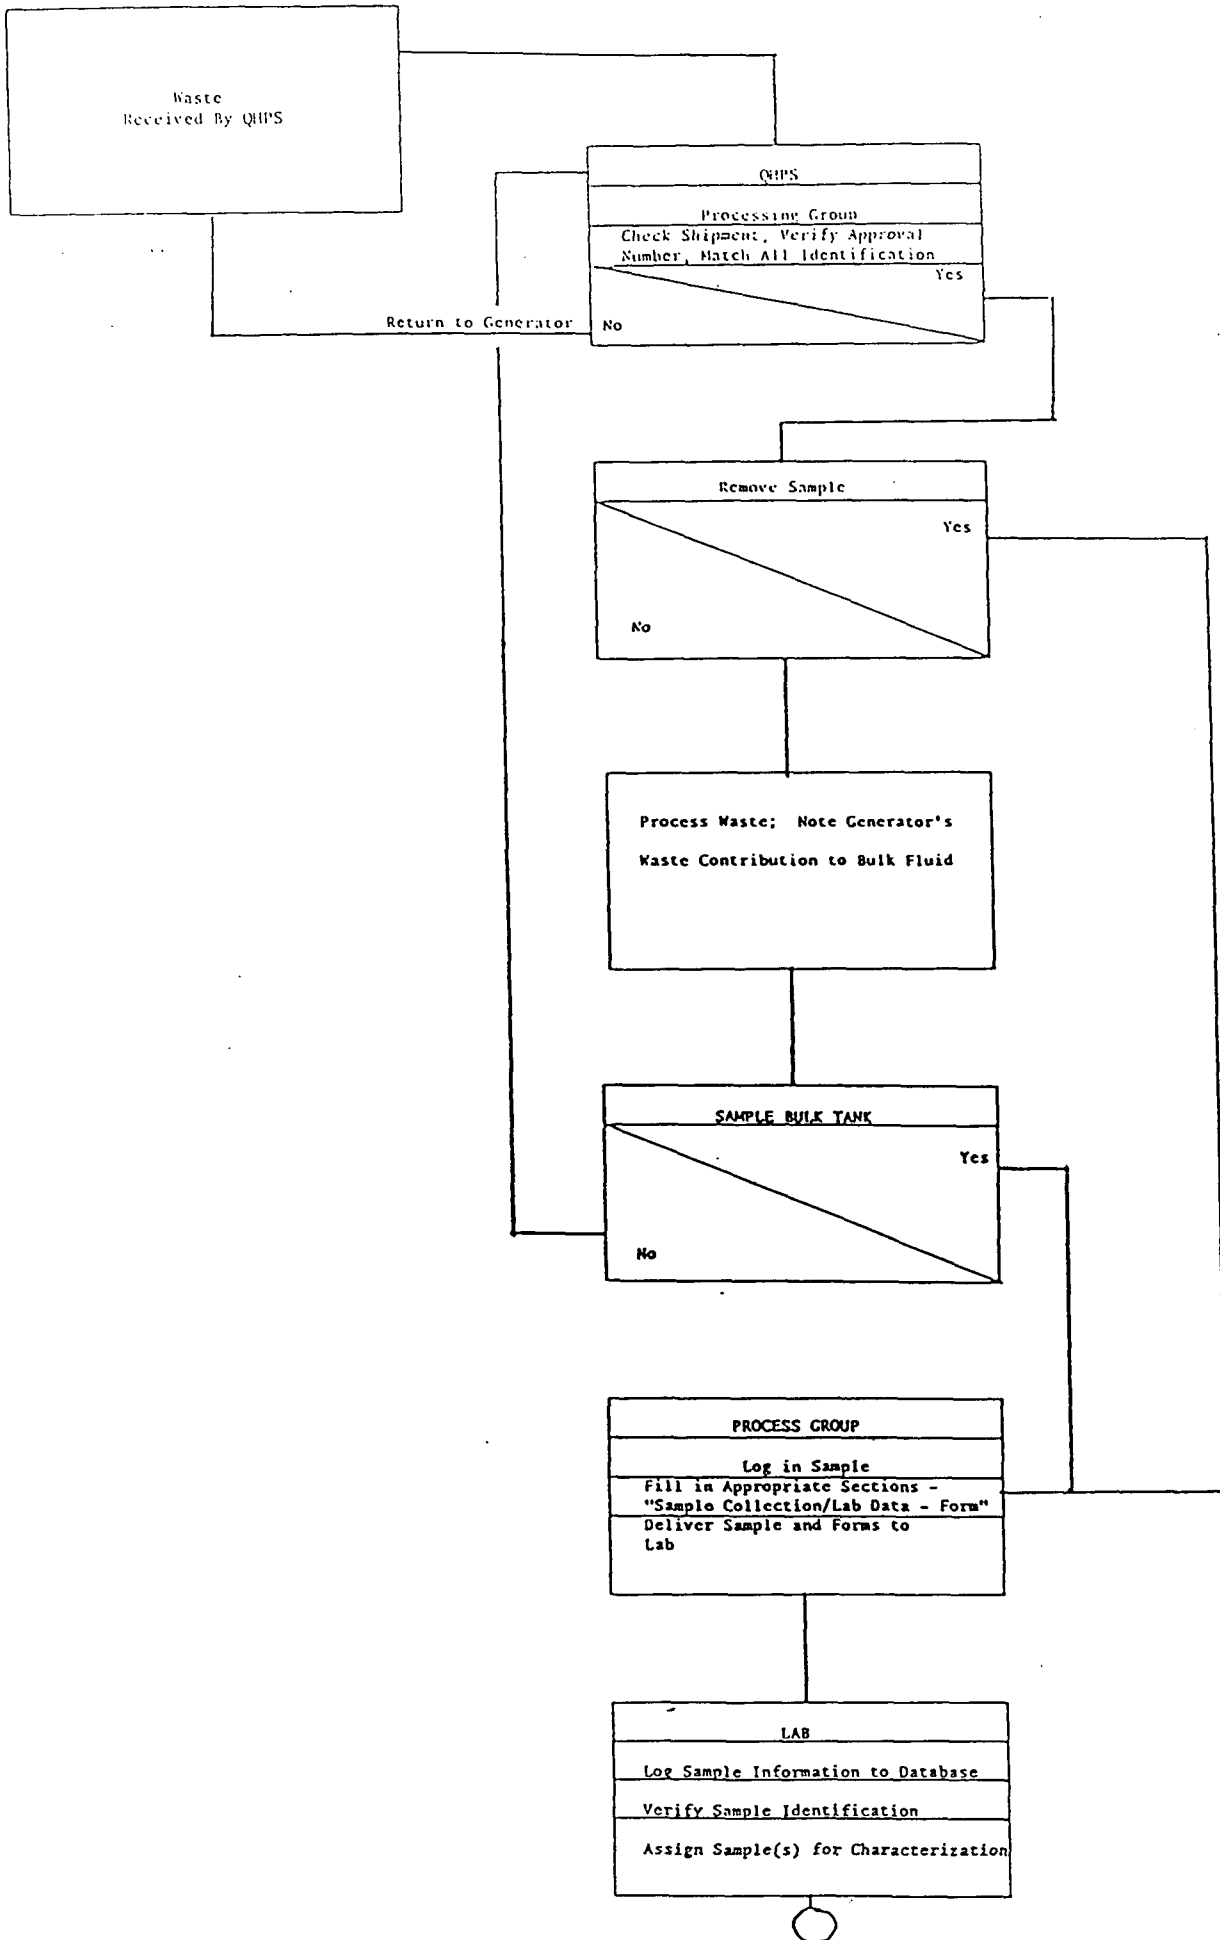 Waste
Received By QHPS
QHPS
Processing Group
Check Shipment, Verify Approval
Number, Match All Identification
Yes
Return to Generator
No
Remove Sample
Yes
No
Process Waste; Note Generator's
Waste Contribution to Bulk Fluid
SAMPLE BULK TANK
Yes
No
PROCESS GROUP
Log in Sample
Fill in Appropriate Sections -
"Sample Collection/Lab Data - Form"
Deliver Sample and Forms to
Lab
LAB
Log Sample Information to Database
Verify Sample Identification
Assign Sample(s) for Characterization